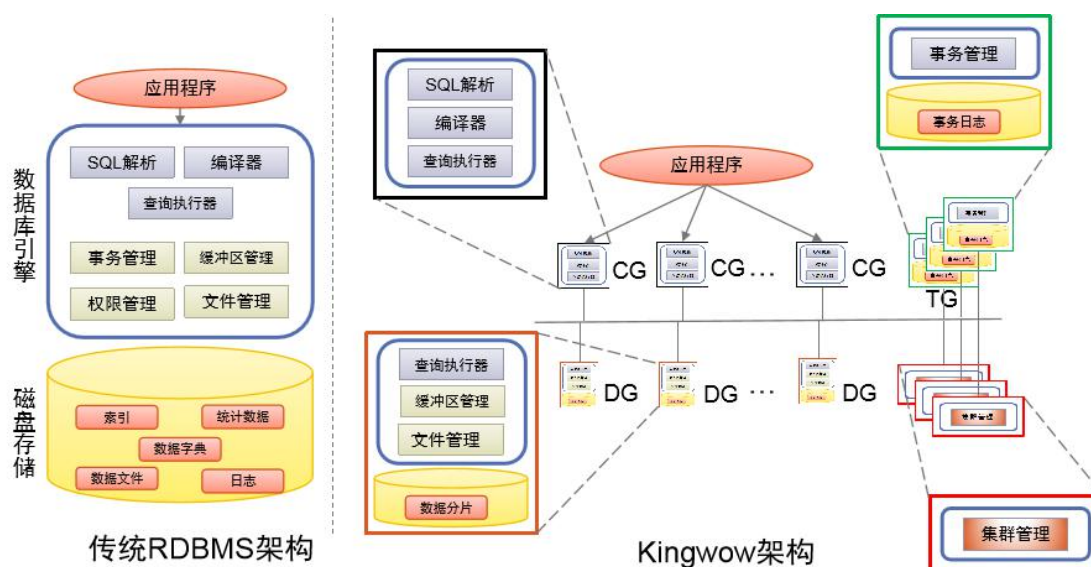 应用程序
数据库引擎
SQL解析
编译器
查询执行器
事务管理
缓冲区管理
权限管理
文件管理
磁盘存储
索引
统计数据
数据字典
数据文件
日志
传统RDBMS架构
SQL解析
编译器
查询执行器
应用程序
事务管理
事务日志
CG
CG
...
CG
TG
查询执行器
缓冲区管理
文件管理
数据分片
DG
DG
...
DG
集群管理
集群管理
Kingwow架构